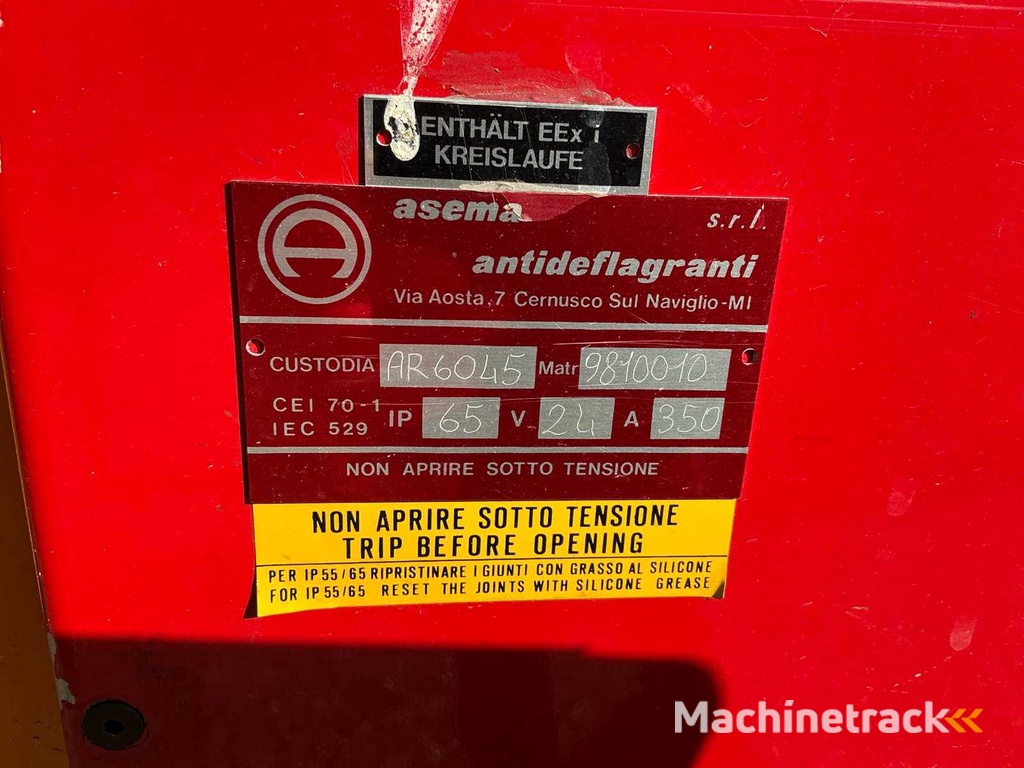 ENTHÄLT EEx i
KREISLAUFE
A
asema s.r.l.
antideflagranti
Via Aosta,7 Cernusco Sul Naviglio-MI
CUSTODIA AR6045 Matr 9810010
CEI 70-1
IEC 529
IP 65 V 24 A 350
NON APRIRE SOTTO TENSIONE
NON APRIRE SOTTO TENSIONE
TRIP BEFORE OPENING
PER IP55/65 RIPRISTINARE I GIUNTI CON GRASSO AL SILICONE
FOR IP 55/65 RESET THE JOINTS WITH SILICONE GREASE
Machinetrack